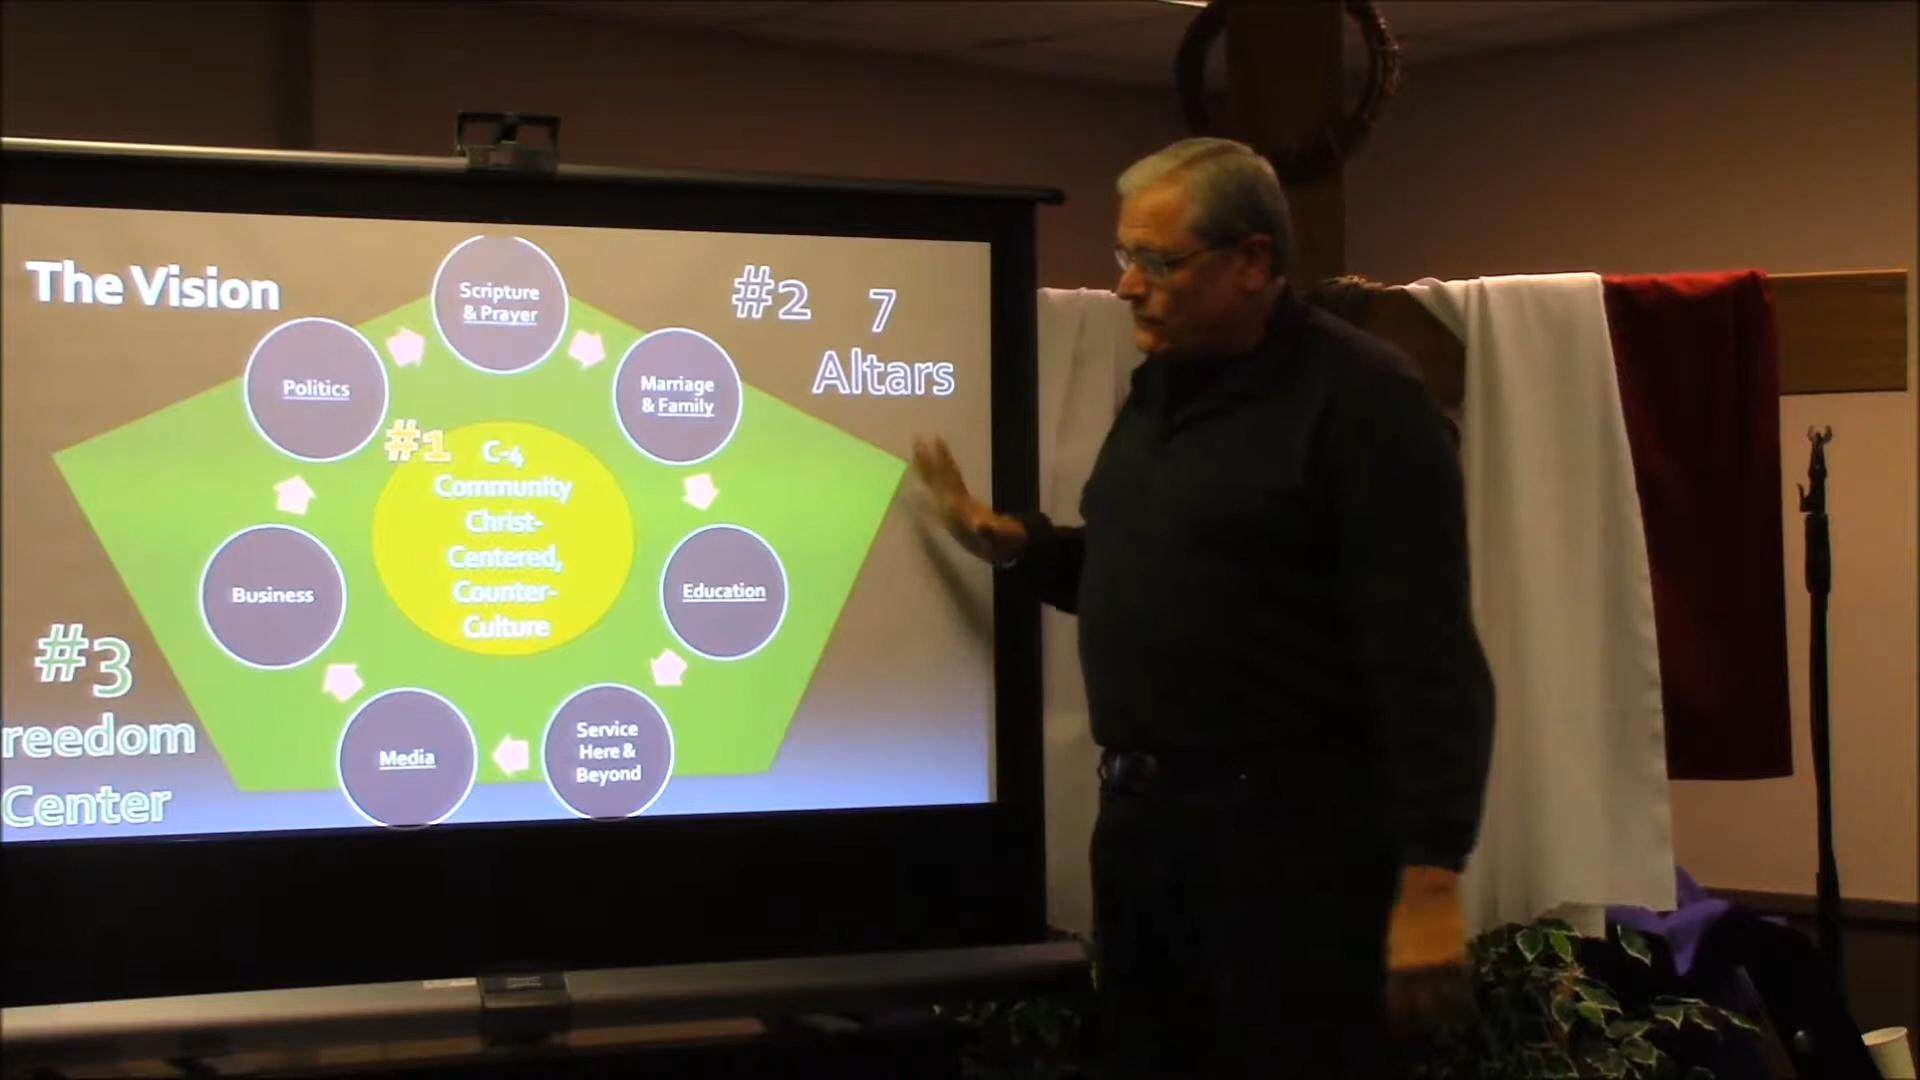 The Vision
Scripture
& Prayer
#2
7
Altars
Politics
Marriage
& Family
#1
C-4
Community
Christ-
Centered,
Counter-
Culture
Business
Education
#3
reedom
Center
Media
Service
Here &
Beyond